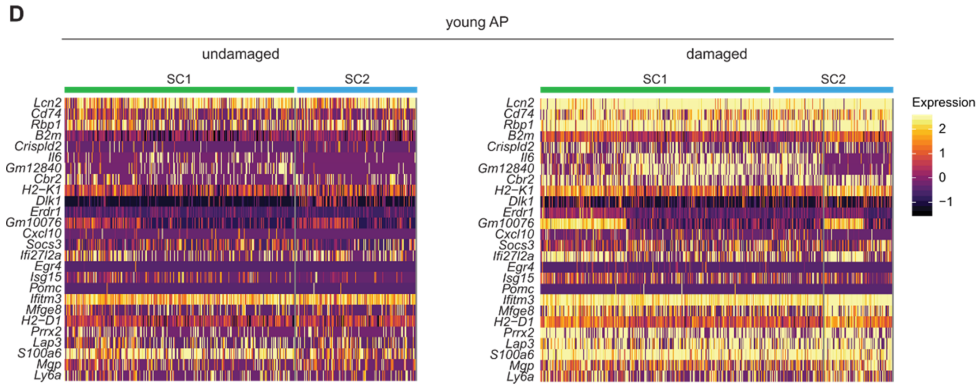 D
young AP
undamaged
damaged
SC1 SC2
SC1 SC2
Lcn2
Cd74
Rbp1
B2m
Crispld2
Il6
Gm12840
Cbr2
H2−K1
Dlk1
Erdr1
Gm10076
Cxcl10
Socs3
Ifi27l2a
Egr4
Isg15
Pomc
Ifitm3
Mfge8
H2−D1
Prrx2
Lap3
S100a6
Mgp
Ly6a
Lcn2
Cd74
Rbp1
B2m
Crispld2
Il6
Gm12840
Cbr2
H2−K1
Dlk1
Erdr1
Gm10076
Cxcl10
Socs3
Ifi27l2a
Egr4
Isg15
Pomc
Ifitm3
Mfge8
H2−D1
Prrx2
Lap3
S100a6
Mgp
Ly6a
Expression
2
1
0
−1